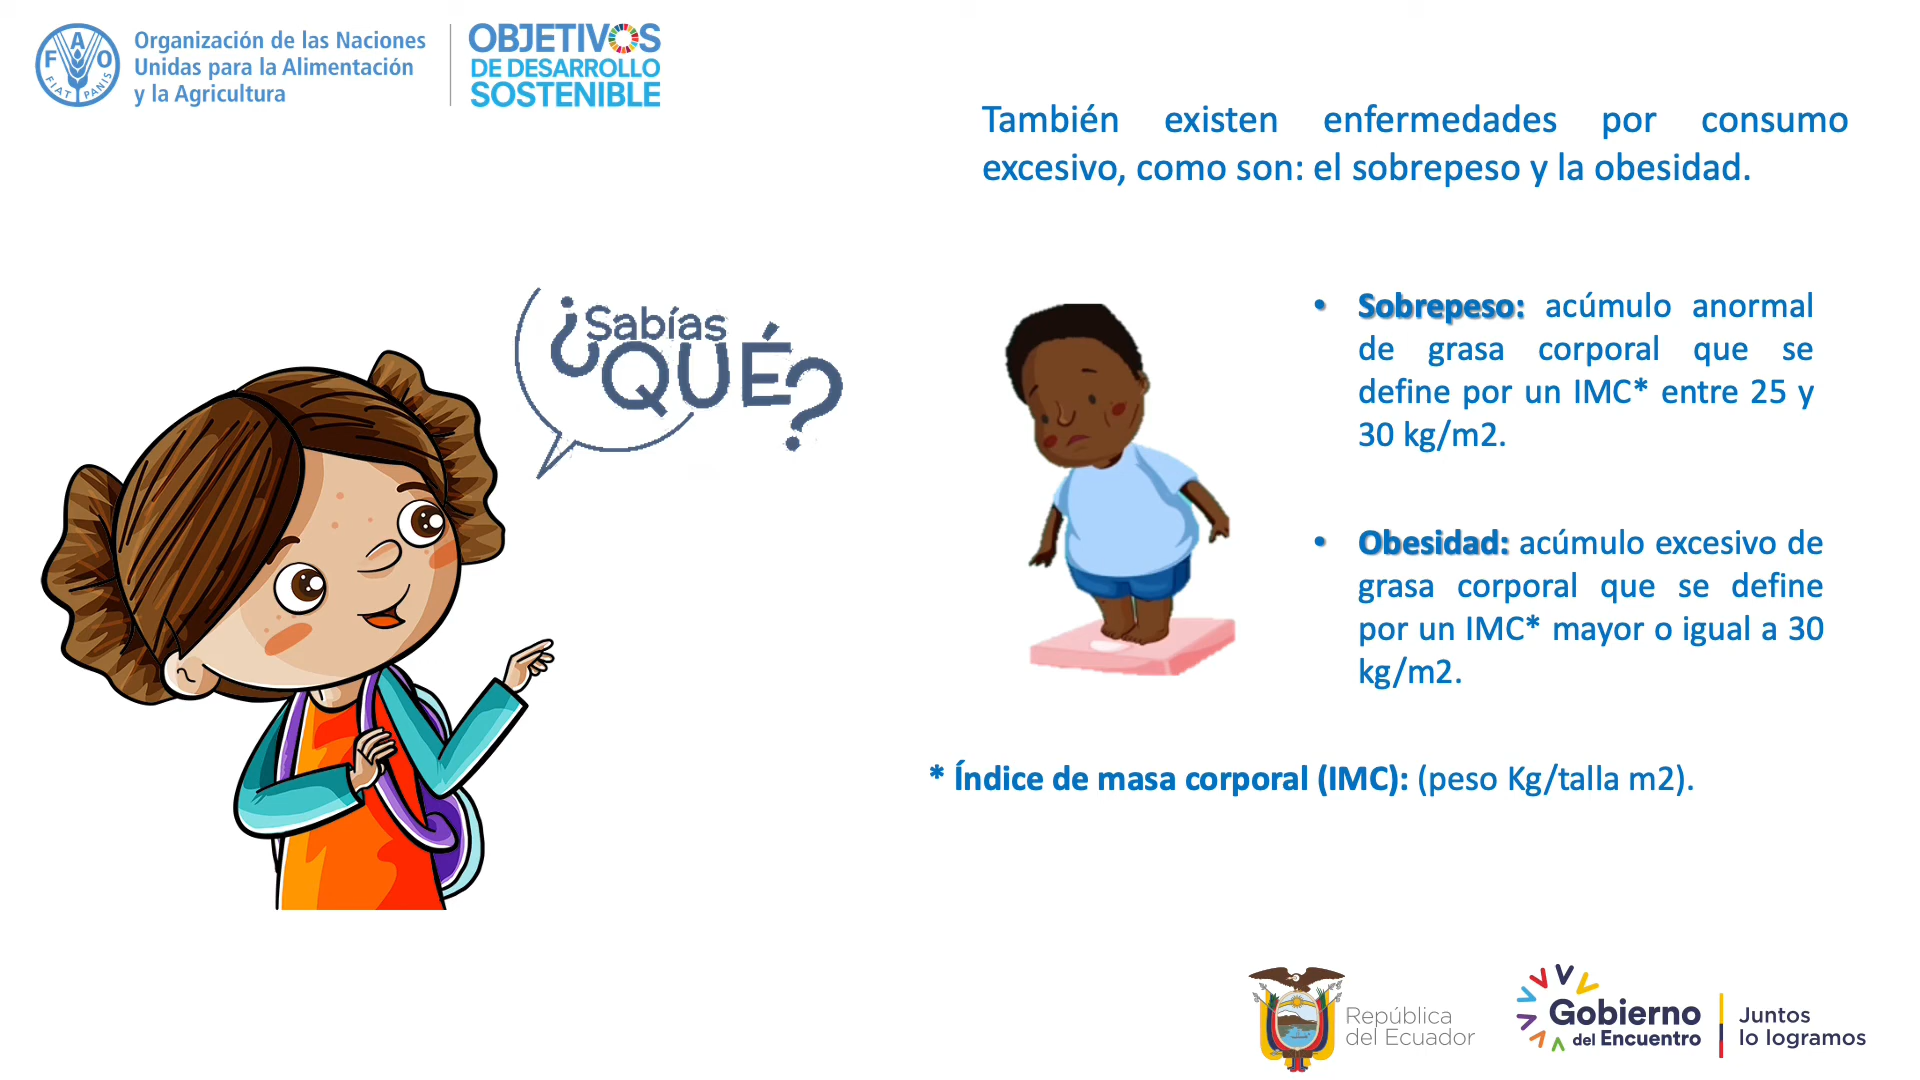 Organización de las Naciones
Unidas para la Alimentación
y la Agricultura
F A O
FIAT PANIS
OBJETIVOS
DE DESARROLLO
SOSTENIBLE
También existen enfermedades por consumo
excesivo, como son: el sobrepeso y la obesidad.
¿Sabías
QUÉ?
• Sobrepeso: acúmulo anormal
de grasa corporal que se
define por un IMC* entre 25 y
30 kg/m2.
• Obesidad: acúmulo excesivo de
grasa corporal que se define
por un IMC* mayor o igual a 30
kg/m2.
* Índice de masa corporal (IMC): (peso Kg/talla m2).
República
del Ecuador
Gobierno
del Encuentro
Juntos
lo logramos